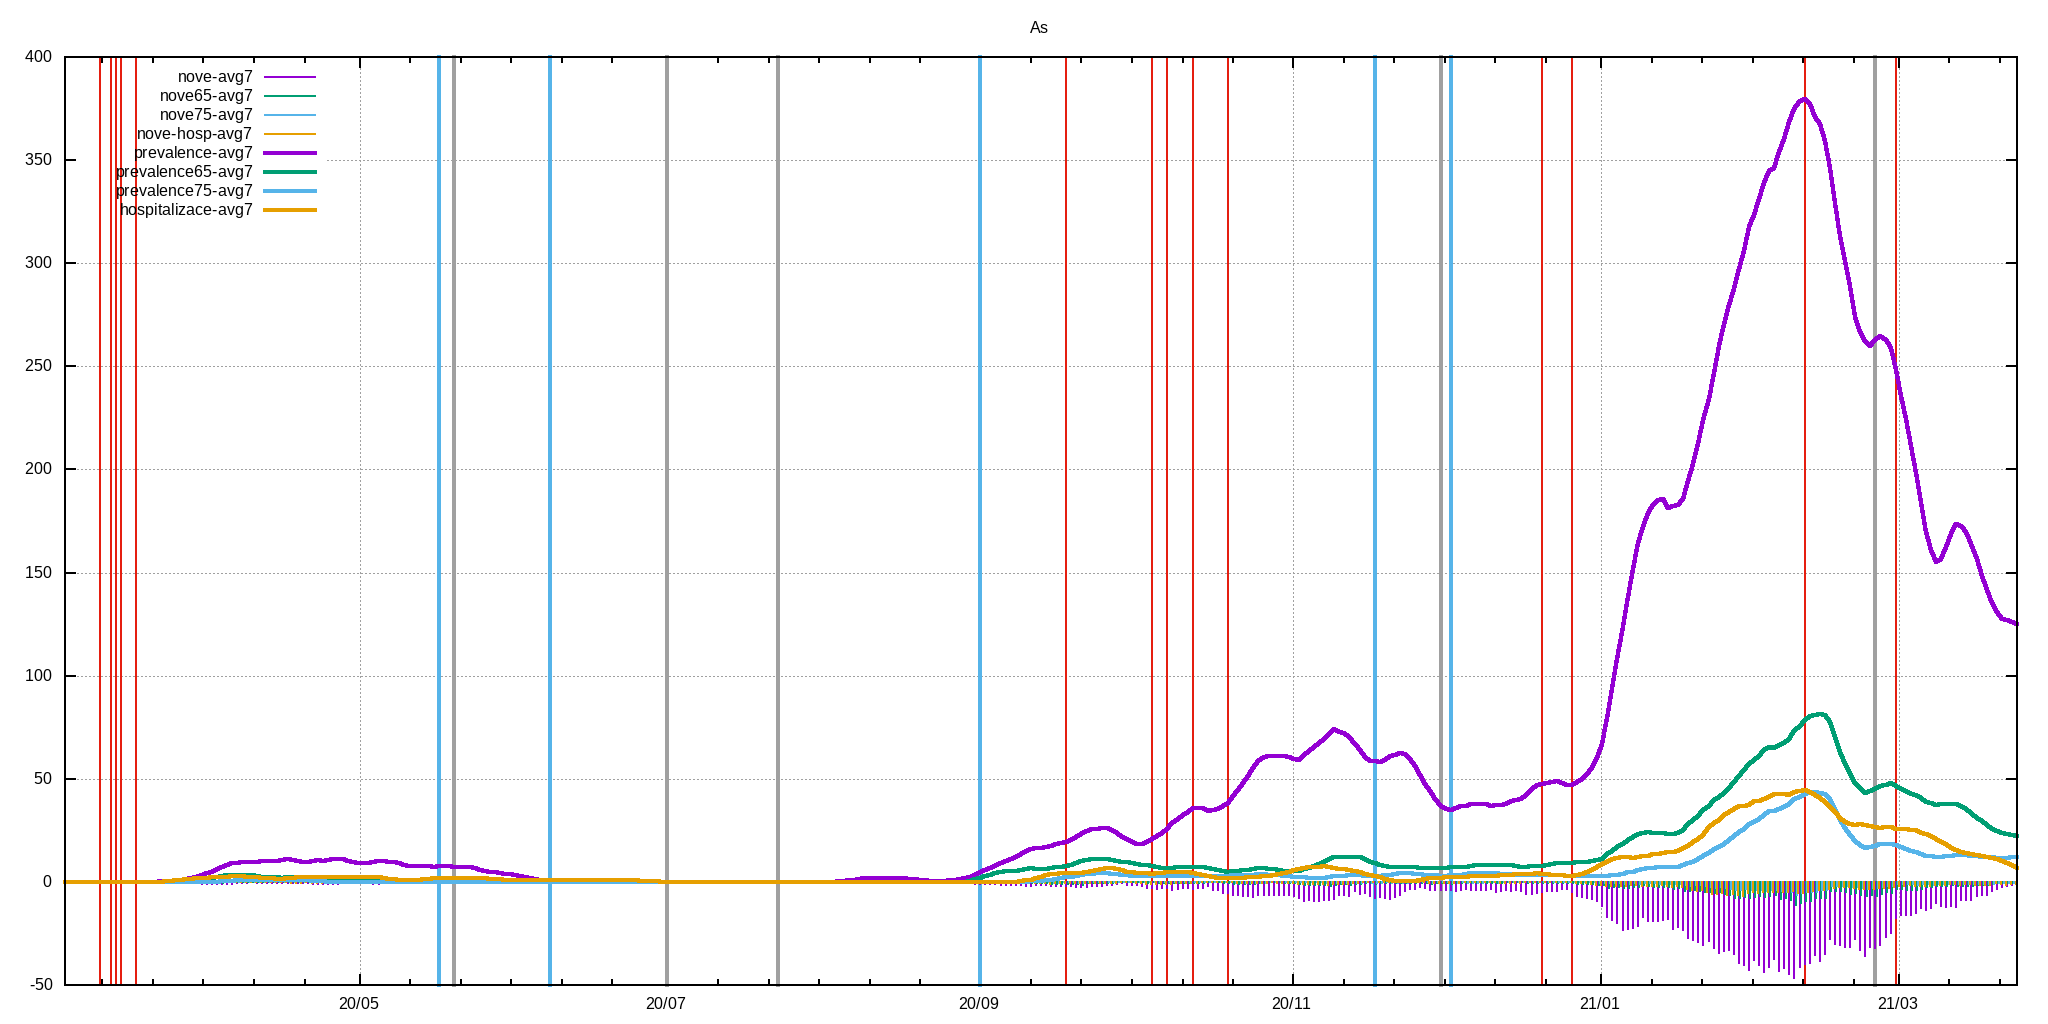 As
400
350
300
250
200
150
100
50
0
-50
nove-avg7
nove65-avg7
nove75-avg7
nove-hosp-avg7
prevalence-avg7
prevalence65-avg7
prevalence75-avg7
hospitalizace-avg7
20/05
20/07
20/09
20/11
21/01
21/03